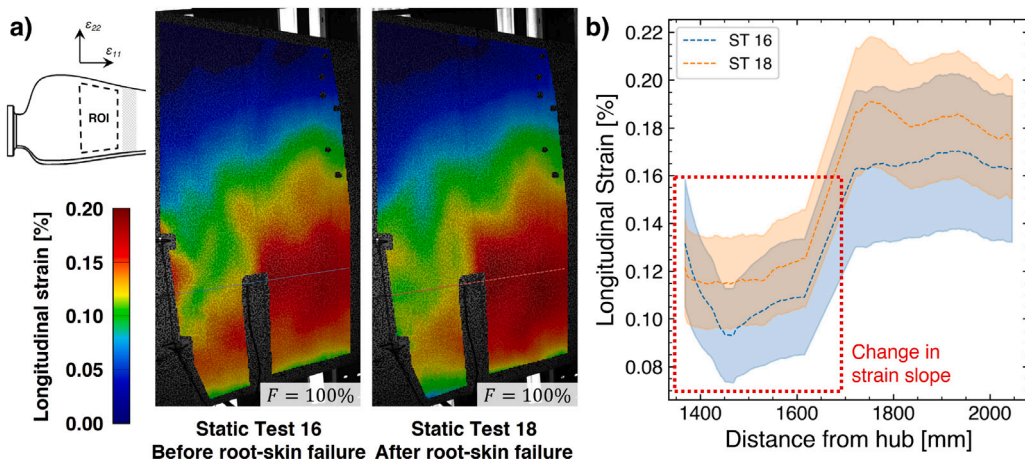 a)
ε22
ε11
ROI
Longitudinal strain [%]
0.20
0.15
0.10
0.05
0.00
F = 100%
F = 100%
Static Test 16
Before root-skin failure
Static Test 18
After root-skin failure
b)
ST 16
ST 18
Longitudinal Strain [%]
0.22
0.20
0.18
0.16
0.14
0.12
0.10
0.08
Change in
strain slope
1400
1600
1800
2000
Distance from hub [mm]